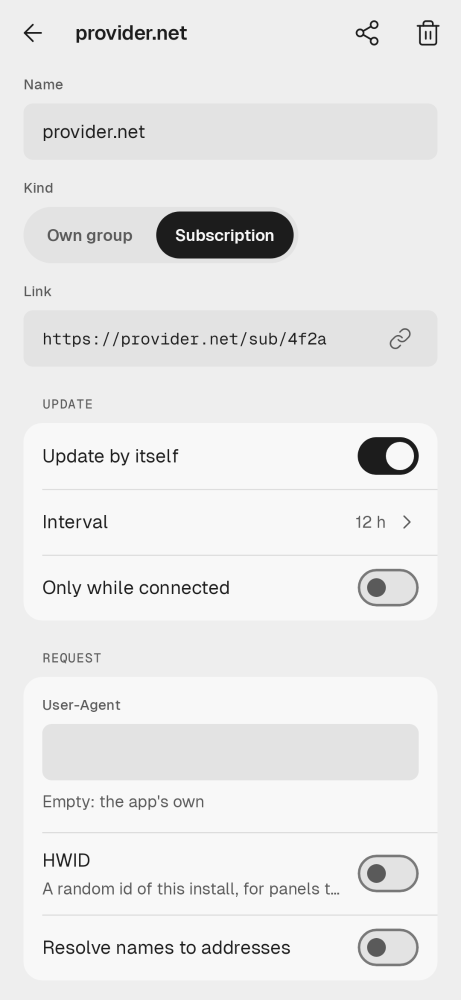 provider.net
Name
provider.net
Kind
Own group
Subscription
Link
https://provider.net/sub/4f2a
UPDATE
Update by itself
Interval
12 h
Only while connected
REQUEST
User-Agent
Empty: the app's own
HWID
A random id of this install, for panels t…
Resolve names to addresses